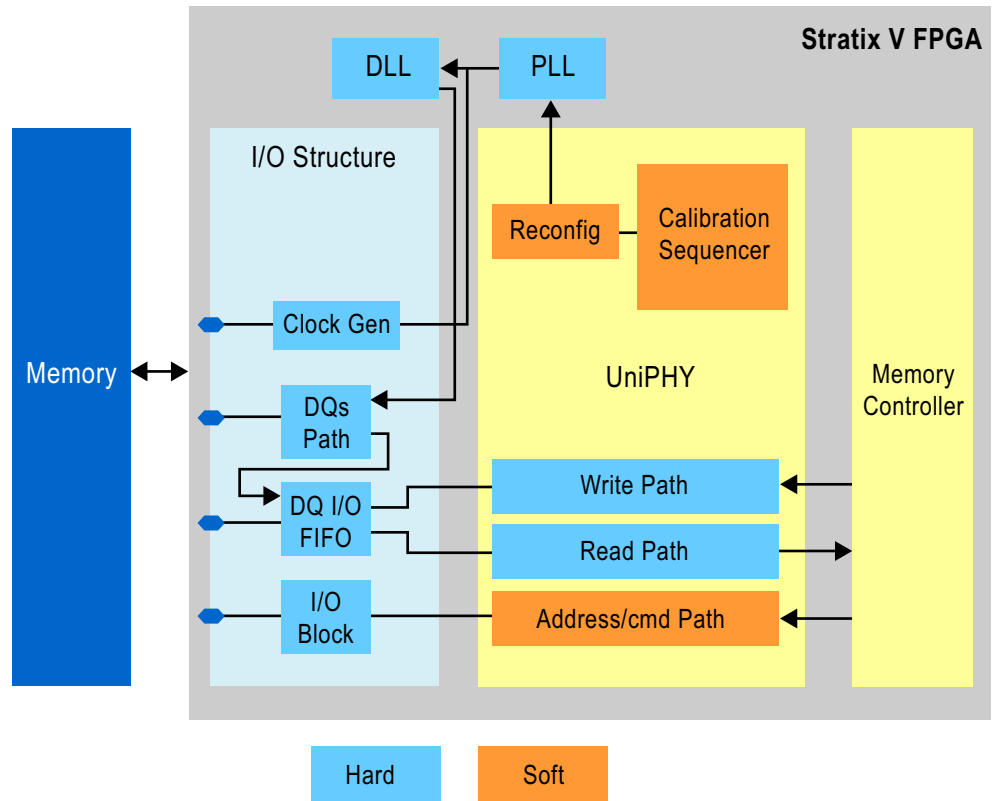 Stratix V FPGA
DLL
PLL
I/O Structure
Reconfig
Calibration
Sequencer
Clock Gen
Memory
DQs
Path
UniPHY
Memory
Controller
Write Path
DQ I/O
FIFO
Read Path
I/O
Block
Address/cmd Path
Hard
Soft